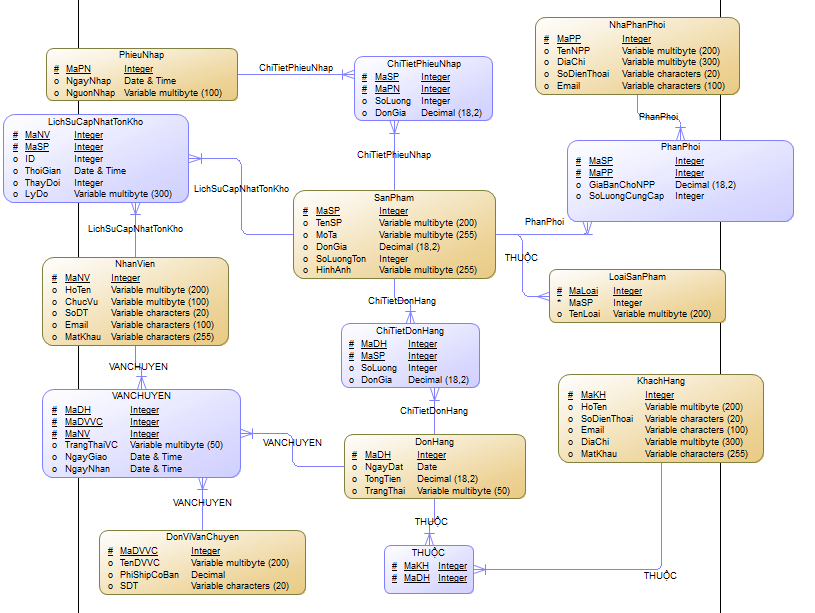 NhaPhanPhoi
# MaPP Integer
o TenNPP Variable multibyte (200)
o DiaChi Variable multibyte (300)
o SoDienThoai Variable characters (20)
o Email Variable characters (100)
PhieuNhap
# MaPN Integer
o NgayNhap Date & Time
o NguonNhap Variable multibyte (100)
ChiTietPhieuNhap
ChiTietPhieuNhap
# MaSP Integer
# MaPN Integer
o SoLuong Integer
o DonGia Decimal (18,2)
PhanPhoi
LichSuCapNhatTonKho
# MaNV Integer
# MaSP Integer
o ID Integer
o ThoiGian Date & Time
o ThayDoi Integer
o LyDo Variable multibyte (300)
ChiTietPhieuNhap
PhanPhoi
# MaSP Integer
# MaPP Integer
o GiaBanChoNPP Decimal (18,2)
o SoLuongCungCap Integer
LichSuCapNhatTonKho
LichSuCapNhatTonKho
SanPham
# MaSP Integer
o TenSP Variable multibyte (200)
o MoTa Variable multibyte (255)
o DonGia Decimal (18,2)
o SoLuongTon Integer
o HinhAnh Variable multibyte (255)
PhanPhoi
THUỘC
NhanVien
# MaNV Integer
o HoTen Variable multibyte (200)
o ChucVu Variable multibyte (100)
o SoDT Variable characters (20)
o Email Variable characters (100)
o MatKhau Variable characters (255)
LoaiSanPham
# MaLoai Integer
* MaSP Integer
o TenLoai Variable multibyte (200)
ChiTietDonHang
ChiTietDonHang
# MaDH Integer
# MaSP Integer
o SoLuong Integer
o DonGia Decimal (18,2)
VANCHUYEN
VANCHUYEN
# MaDH Integer
# MaDVVC Integer
# MaNV Integer
o TrangThaiVC Variable multibyte (50)
o NgayGiao Date & Time
o NgayNhan Date & Time
KhachHang
# MaKH Integer
o HoTen Variable multibyte (200)
o SoDienThoai Variable characters (20)
o Email Variable characters (100)
o DiaChi Variable multibyte (300)
o MatKhau Variable characters (255)
ChiTietDonHang
VANCHUYEN
DonHang
# MaDH Integer
o NgayDat Date
o TongTien Decimal (18,2)
o TrangThai Variable multibyte (50)
VANCHUYEN
THUỘC
DonViVanChuyen
# MaDVVC Integer
o TenDVVC Variable multibyte (200)
o PhiShipCoBan Decimal
o SDT Variable characters (20)
THUỘC
# MaKH Integer
# MaDH Integer
THUỘC